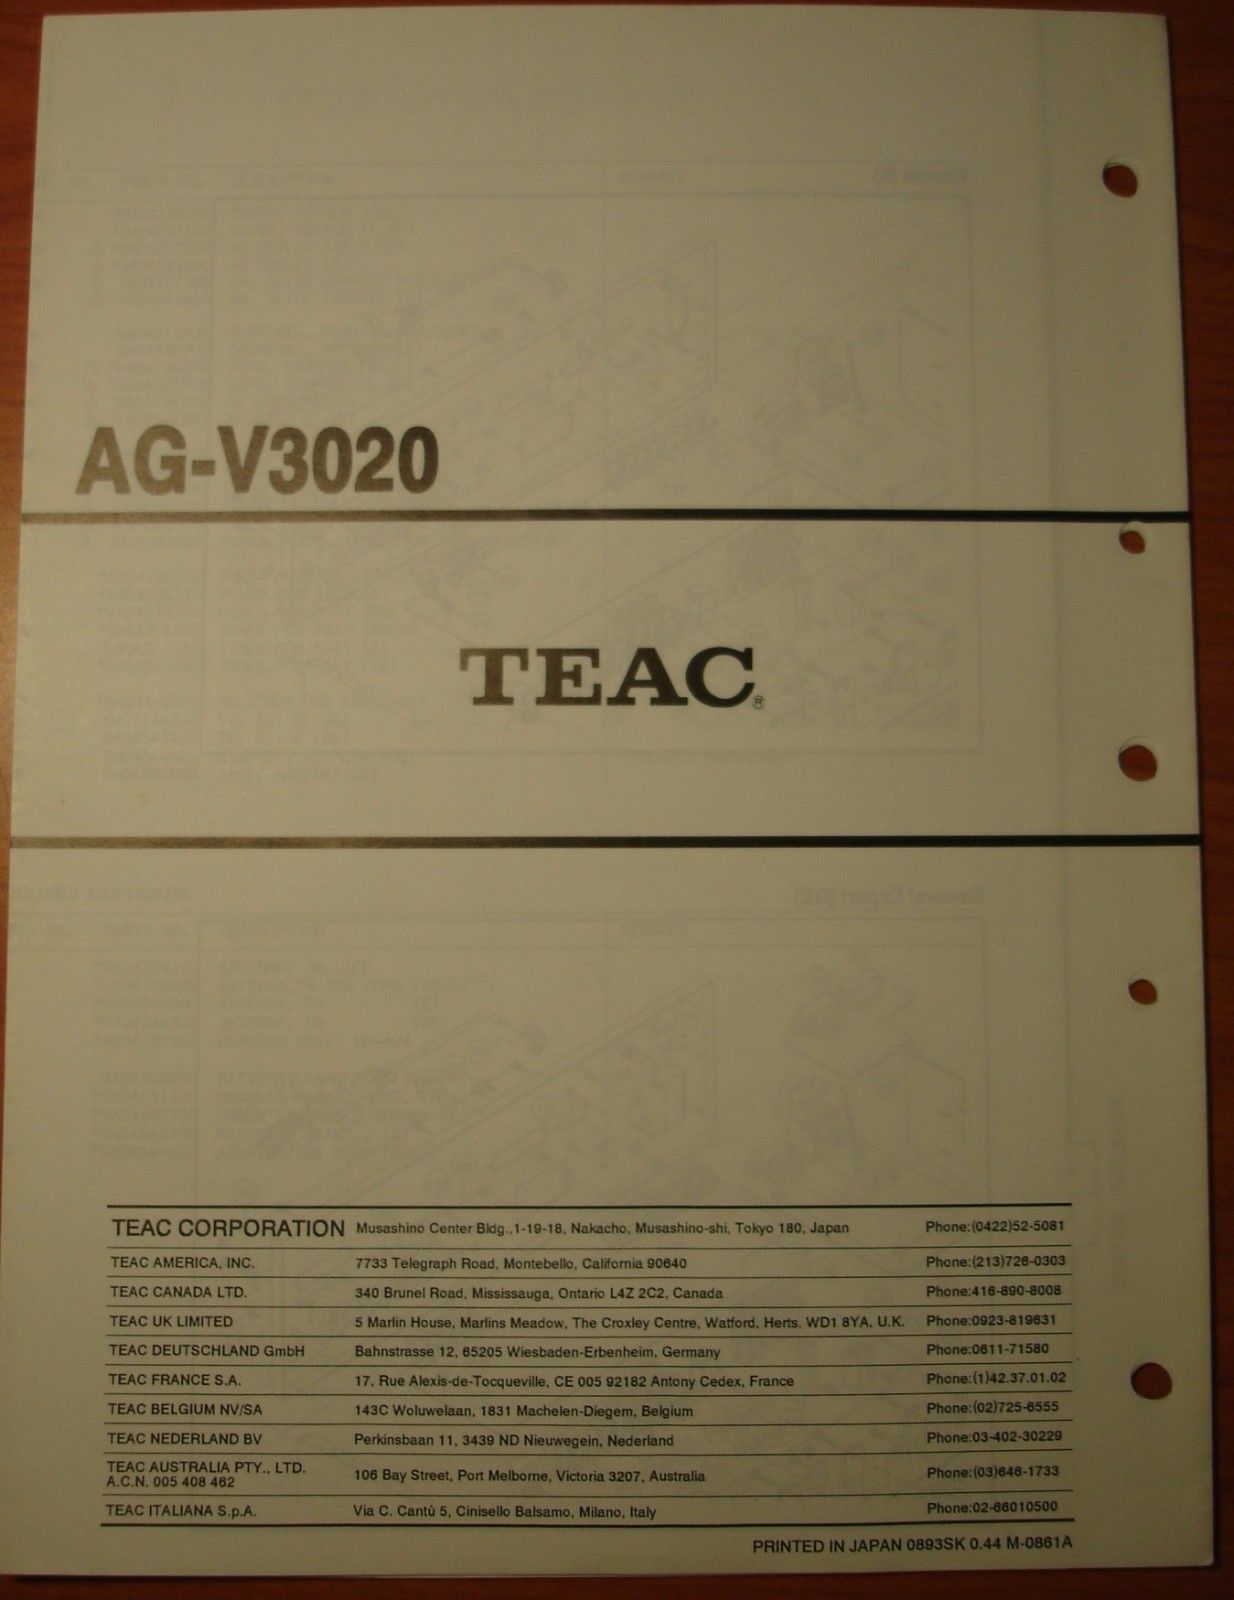 AG-V3020
TEAC®
TEAC CORPORATION Musashino Center Bldg.,1-19-18, Nakacho, Musashino-shi, Tokyo 180, Japan Phone:(0422)52-5081
TEAC AMERICA, INC. 7733 Telegraph Road, Montebello, California 90640 Phone:(213)726-0303
TEAC CANADA LTD. 340 Brunel Road, Mississauga, Ontario L4Z 2C2, Canada Phone:416-890-8008
TEAC UK LIMITED 5 Marlin House, Marlins Meadow, The Croxley Centre, Watford, Herts. WD1 8YA, U.K. Phone:0923-819631
TEAC DEUTSCHLAND GmbH Bahnstrasse 12, 65205 Wiesbaden-Erbenheim, Germany Phone:0611-71580
TEAC FRANCE S.A. 17, Rue Alexis-de-Tocqueville, CE 005 92182 Antony Cedex, France Phone:(1)42.37.01.02
TEAC BELGIUM NV/SA 143C Woluwelaan, 1831 Machelen-Diegem, Belgium Phone:(02)725-6555
TEAC NEDERLAND BV Perkinsbaan 11, 3439 ND Nieuwegein, Nederland Phone:03-402-30229
TEAC AUSTRALIA PTY., LTD.
A.C.N. 005 408 462 106 Bay Street, Port Melborne, Victoria 3207, Australia Phone:(03)646-1733
TEAC ITALIANA S.p.A. Via C. Cantù 5, Cinisello Balsamo, Milano, Italy Phone:02-66010500
PRINTED IN JAPAN 0893SK 0.44 M-0861A